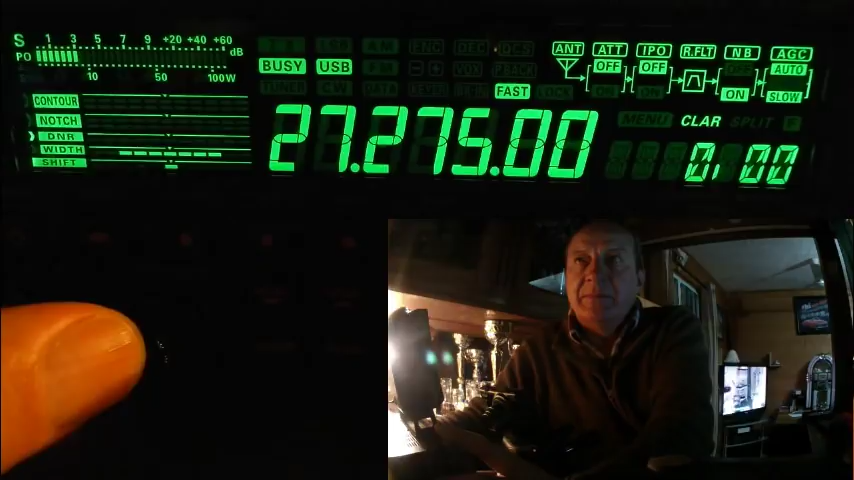 S 1 3 5 7 9 +20 +40 +60 dB
PO 10 50 100W
BUSY USB
FAST
ANT ATT IPO R.FLT NB AGC
OFF OFF AUTO
ON SLOW
CONTOUR
NOTCH
DNR
WIDTH
SHIFT
27.275.00
MENU CLAR SPLIT
0.00